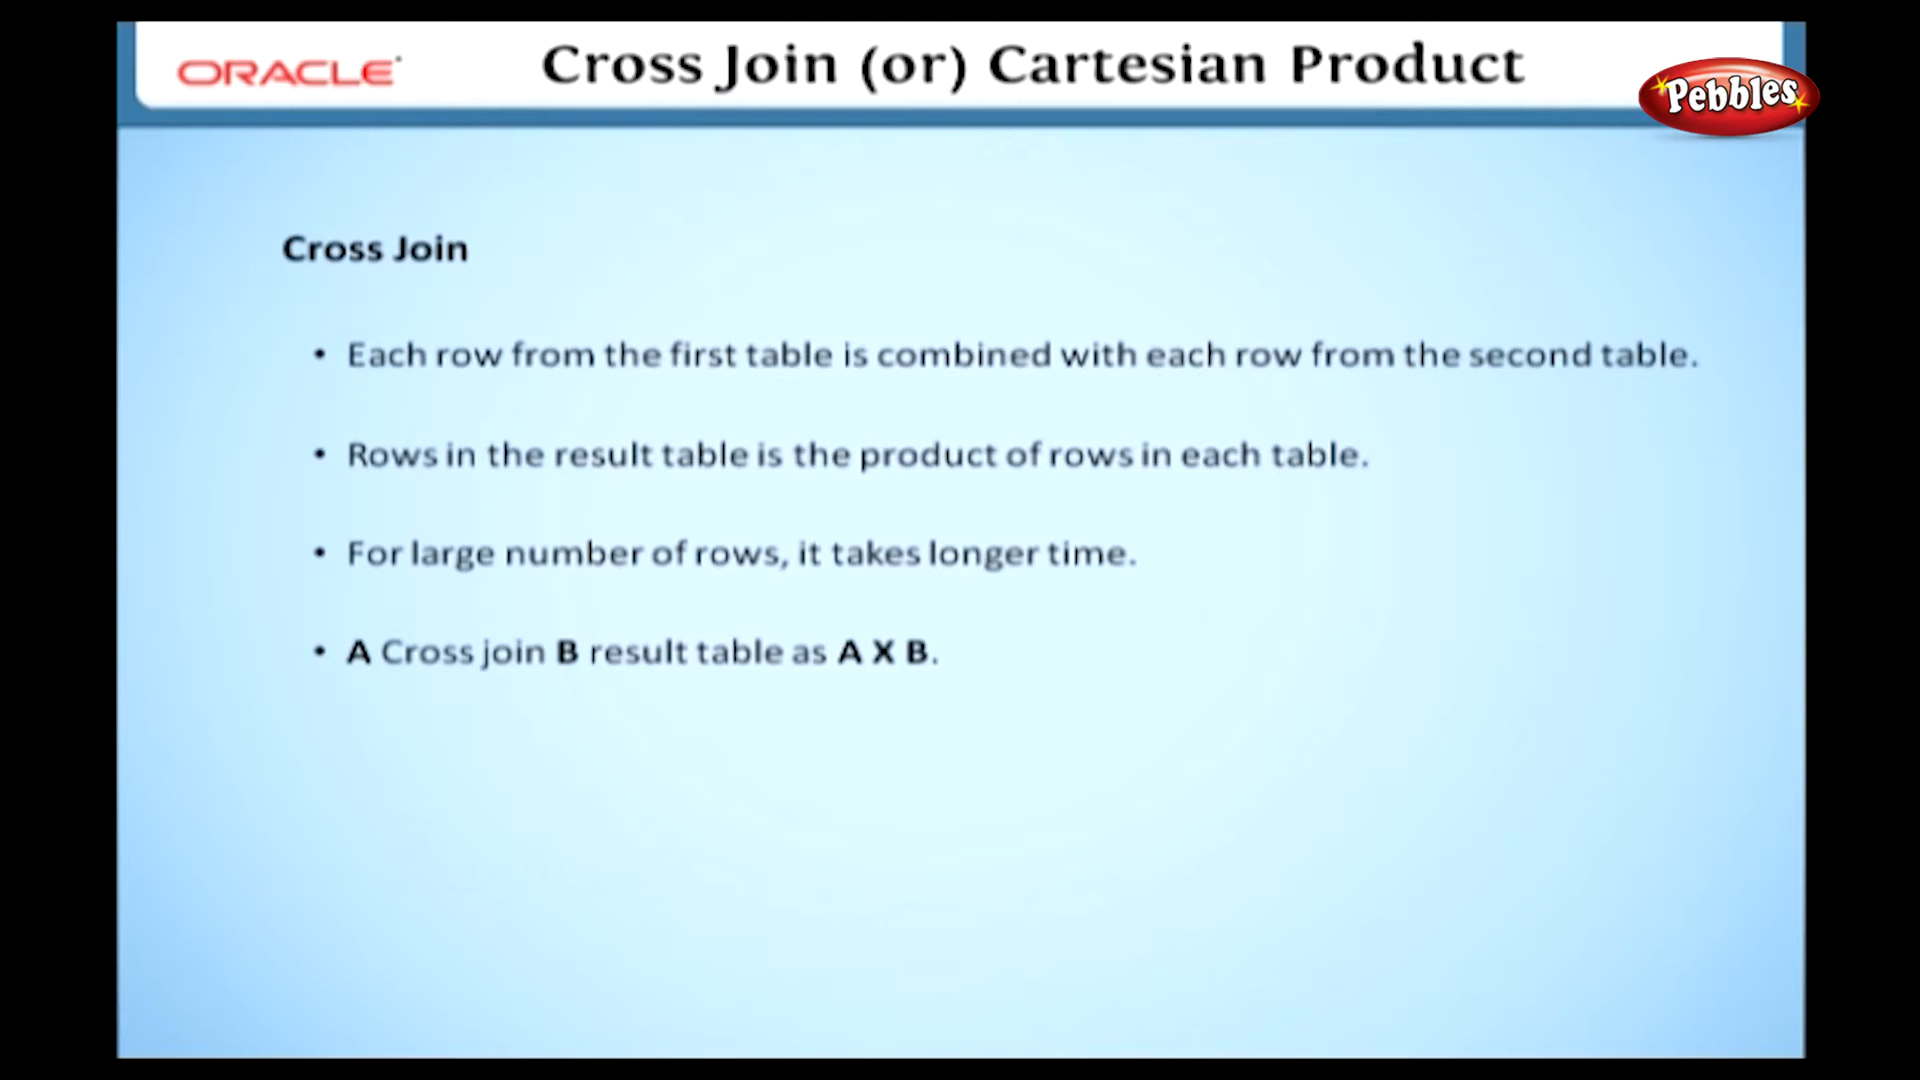 ORACLE
Cross Join (or) Cartesian Product
Pebbles
Cross Join
• Each row from the first table is combined with each row from the second table.
• Rows in the result table is the product of rows in each table.
• For large number of rows, it takes longer time.
• A Cross join B result table as A X B.